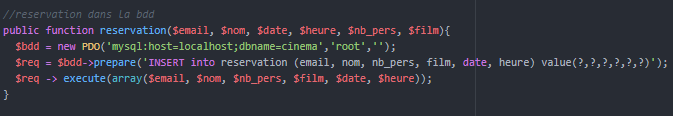 //reservation dans la bdd
public function reservation($email, $nom, $date, $heure, $nb_pers, $film){
$bdd = new PDO('mysql:host=localhost;dbname=cinema','root','');
$req = $bdd->prepare('INSERT into reservation (email, nom, nb_pers, film, date, heure) value(?,?,?,?,?,?)');
$req -> execute(array($email, $nom, $nb_pers, $film, $date, $heure));
}